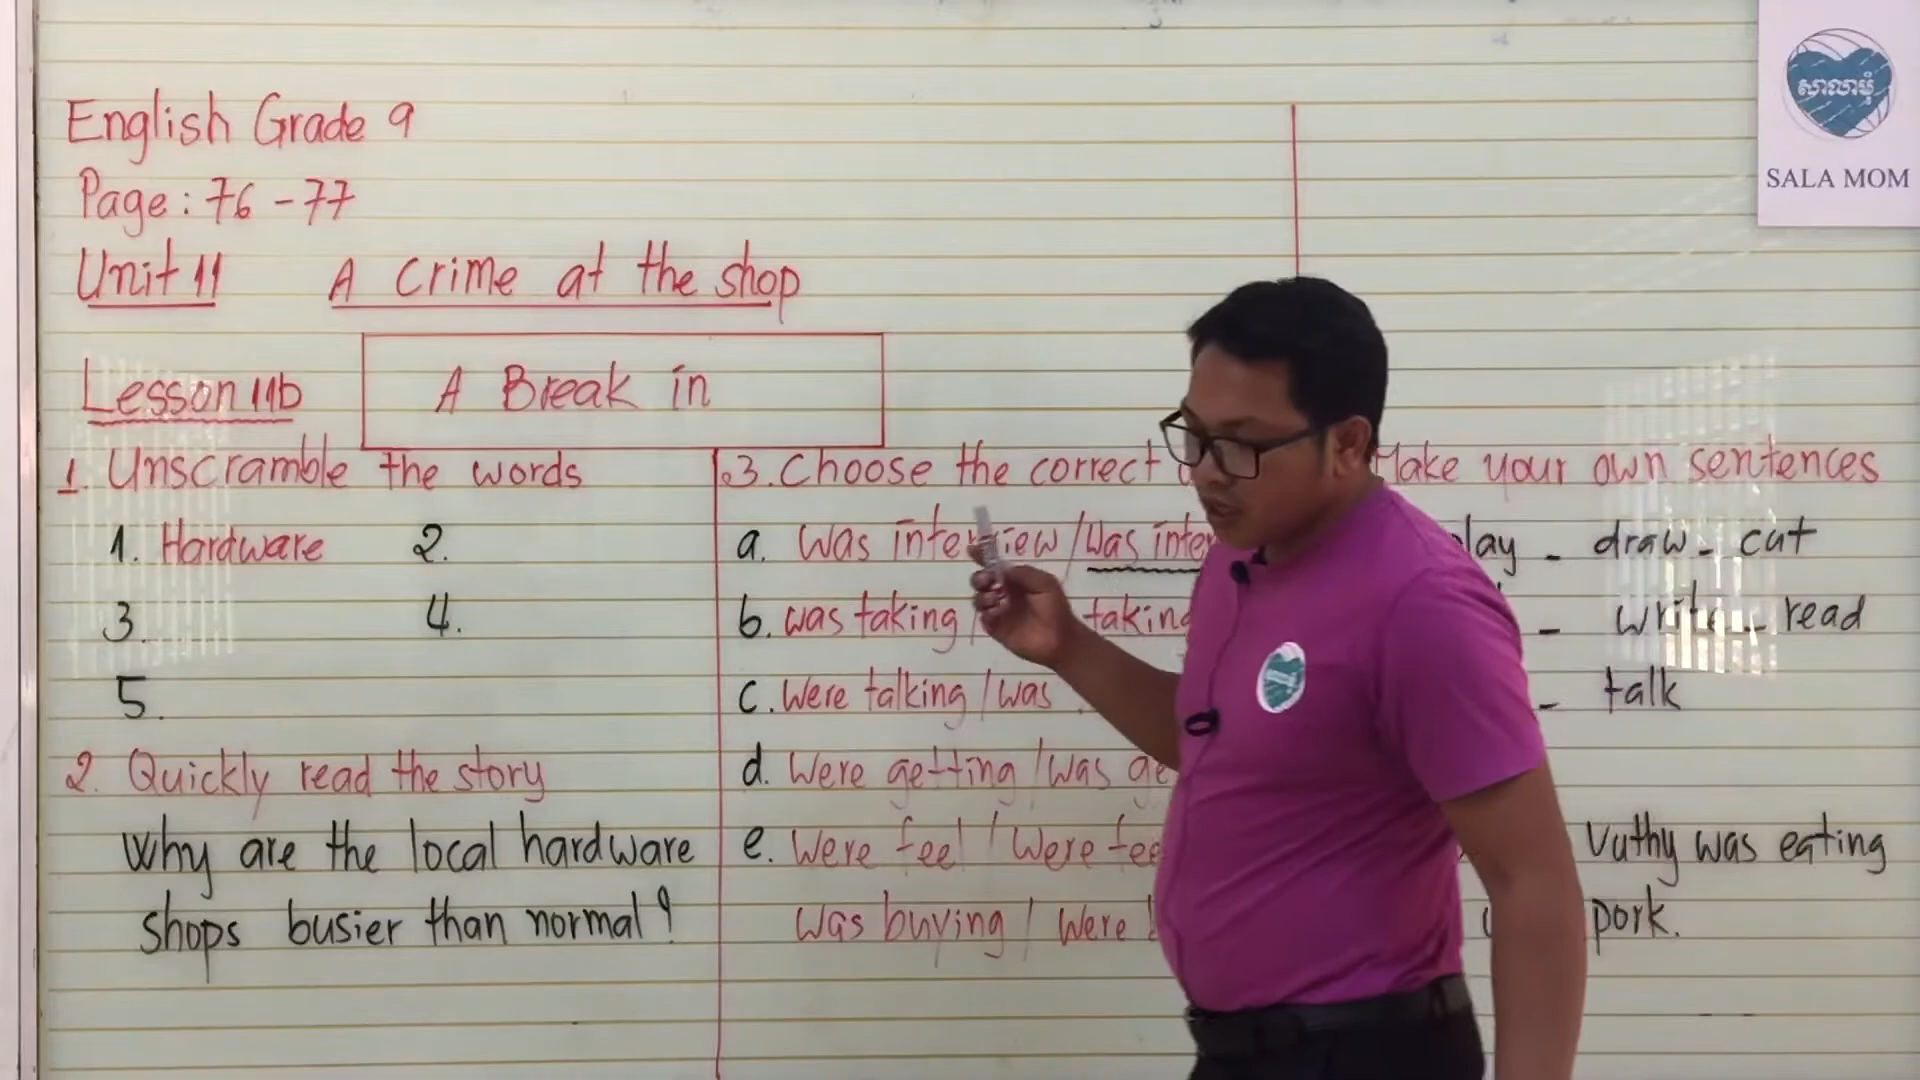 English Grade 9
Page: 76 - 77
Unit 11 A Crime at the shop
Lesson 11b A Break in
1. Unscramble the words
1. Hardware 2.
3. 4.
5.
2. Quickly read the story
Why are the local hardware
shops busier than normal?
3. Choose the correct
a. Was interview / Was
b. was taking / taking
c. Were talking / was
d. Were getting / was
e. Were feel / Were
Was buying / Were
Make your own sentences
draw - cut
- write - read
- talk
Vuthy was eating
pork.
សាលាមុំ
SALA MOM